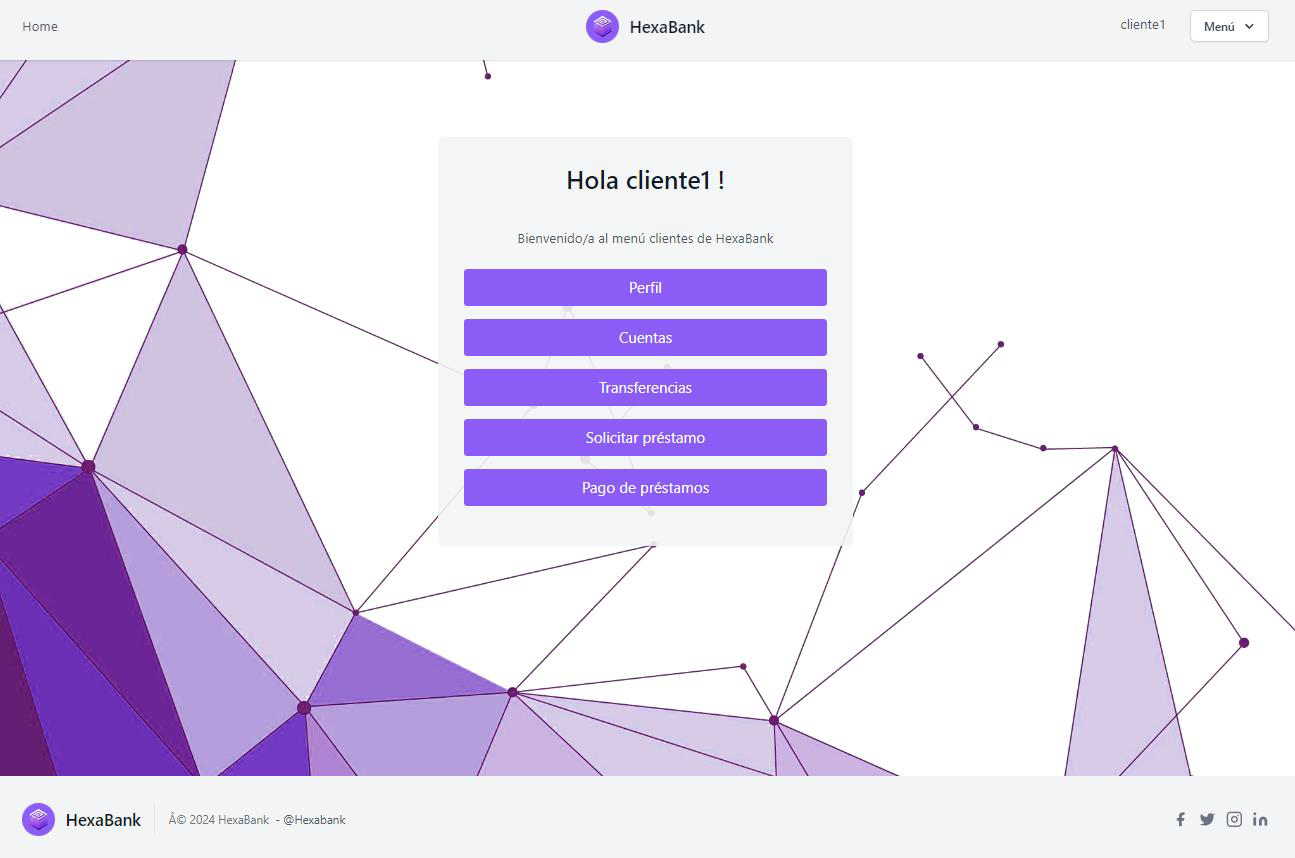 Home
HexaBank
cliente1
Menú
Hola cliente1 !
Bienvenido/a al menú clientes de HexaBank
Perfil
Cuentas
Transferencias
Solicitar préstamo
Pago de préstamos
HexaBank
Â© 2024 HexaBank - @Hexabank